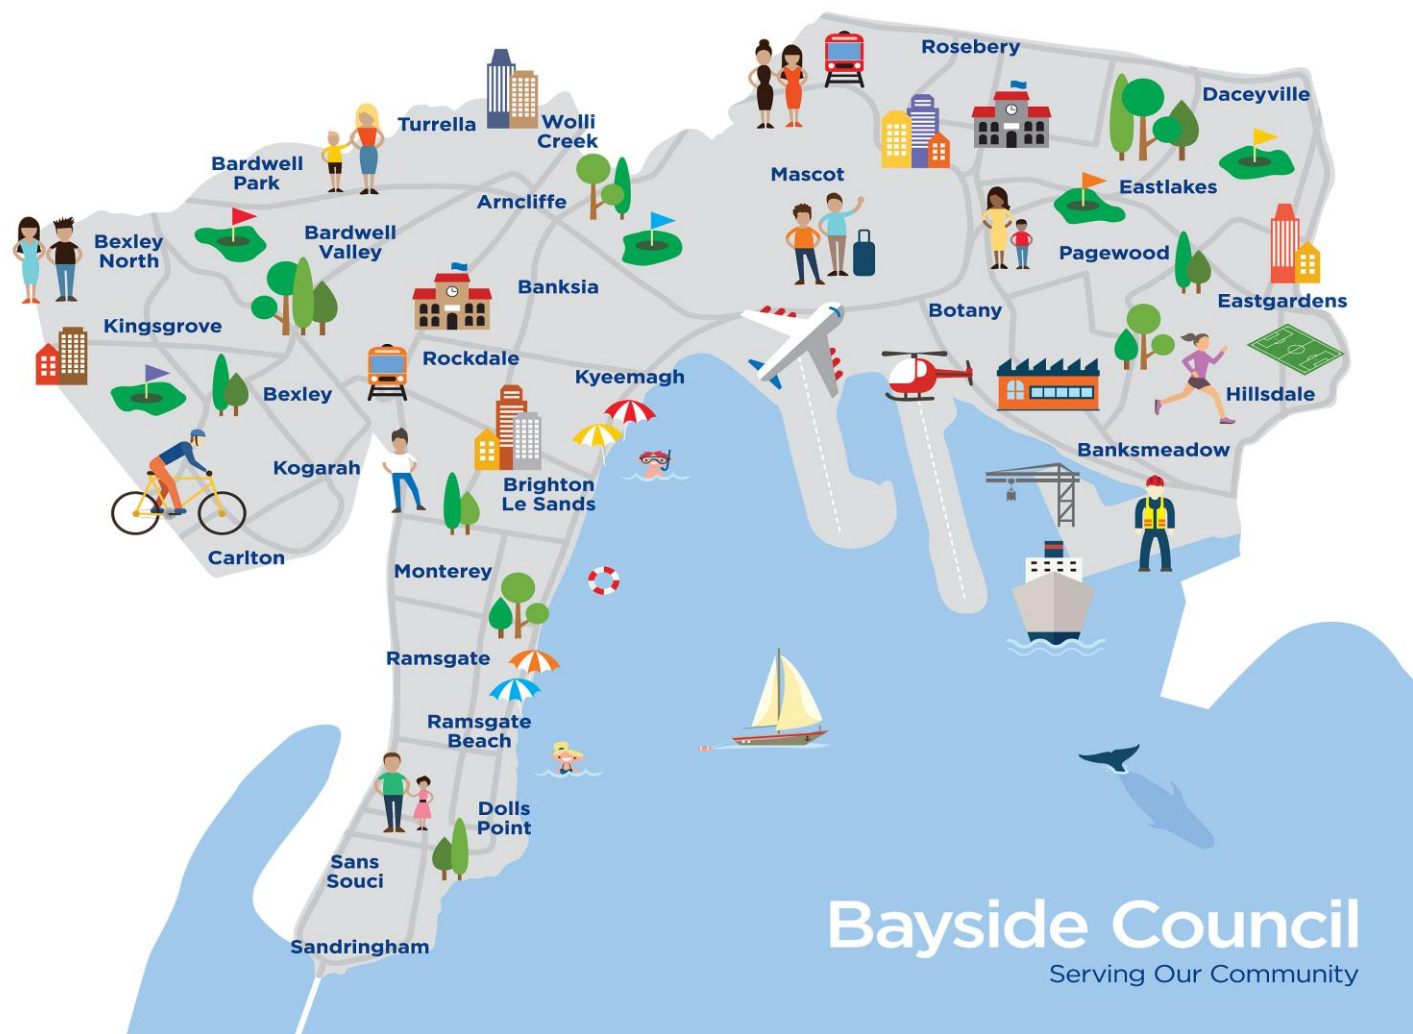 Rosebery
Daceyville
Turrella
Wolli
Creek
Bardwell
Park
Mascot
Eastlakes
Arncliffe
Bardwell
Valley
Bexley
North
Pagewood
Banksia
Eastgardens
Botany
Kingsgrove
Rockdale
Kyeemagh
Bexley
Hillsdale
Banksmeadow
Kogarah
Brighton
Le Sands
Carlton
Monterey
Ramsgate
Ramsgate
Beach
Dolls
Point
Sans
Souci
Sandringham
Bayside Council
Serving Our Community